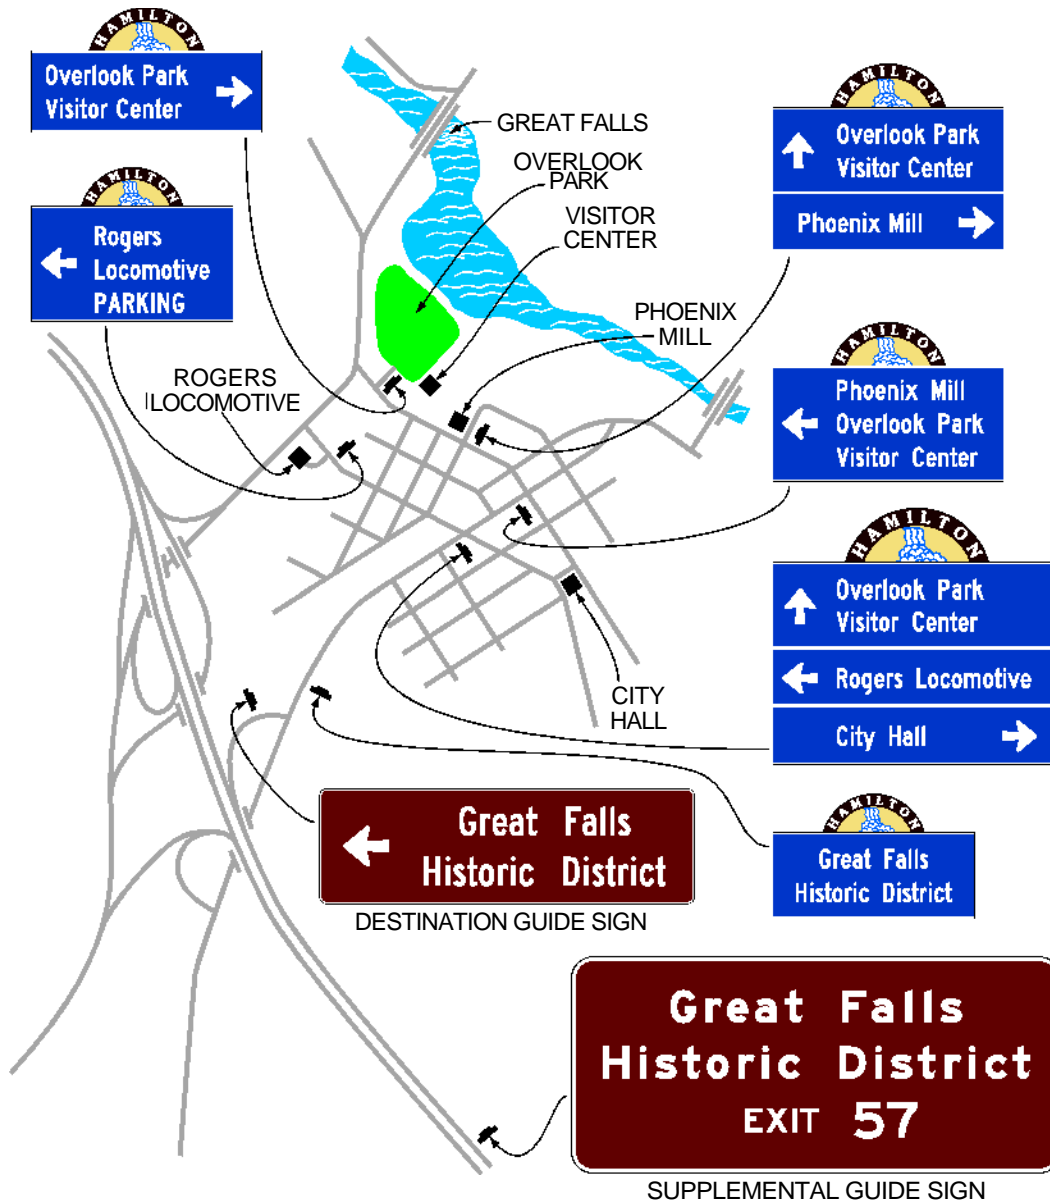 HAMILTON
Overlook Park
Visitor Center
HAMILTON
Rogers
Locomotive
PARKING
GREAT FALLS
OVERLOOK
PARK
VISITOR
CENTER
PHOENIX
MILL
ROGERS
LOCOMOTIVE
HAMILTON
Overlook Park
Visitor Center
Phoenix Mill
HAMILTON
Phoenix Mill
Overlook Park
Visitor Center
HAMILTON
Overlook Park
Visitor Center
Rogers Locomotive
City Hall
CITY
HALL
HAMILTON
Great Falls
Historic District
Great Falls
Historic District
DESTINATION GUIDE SIGN
Great Falls
Historic District
EXIT 57
SUPPLEMENTAL GUIDE SIGN